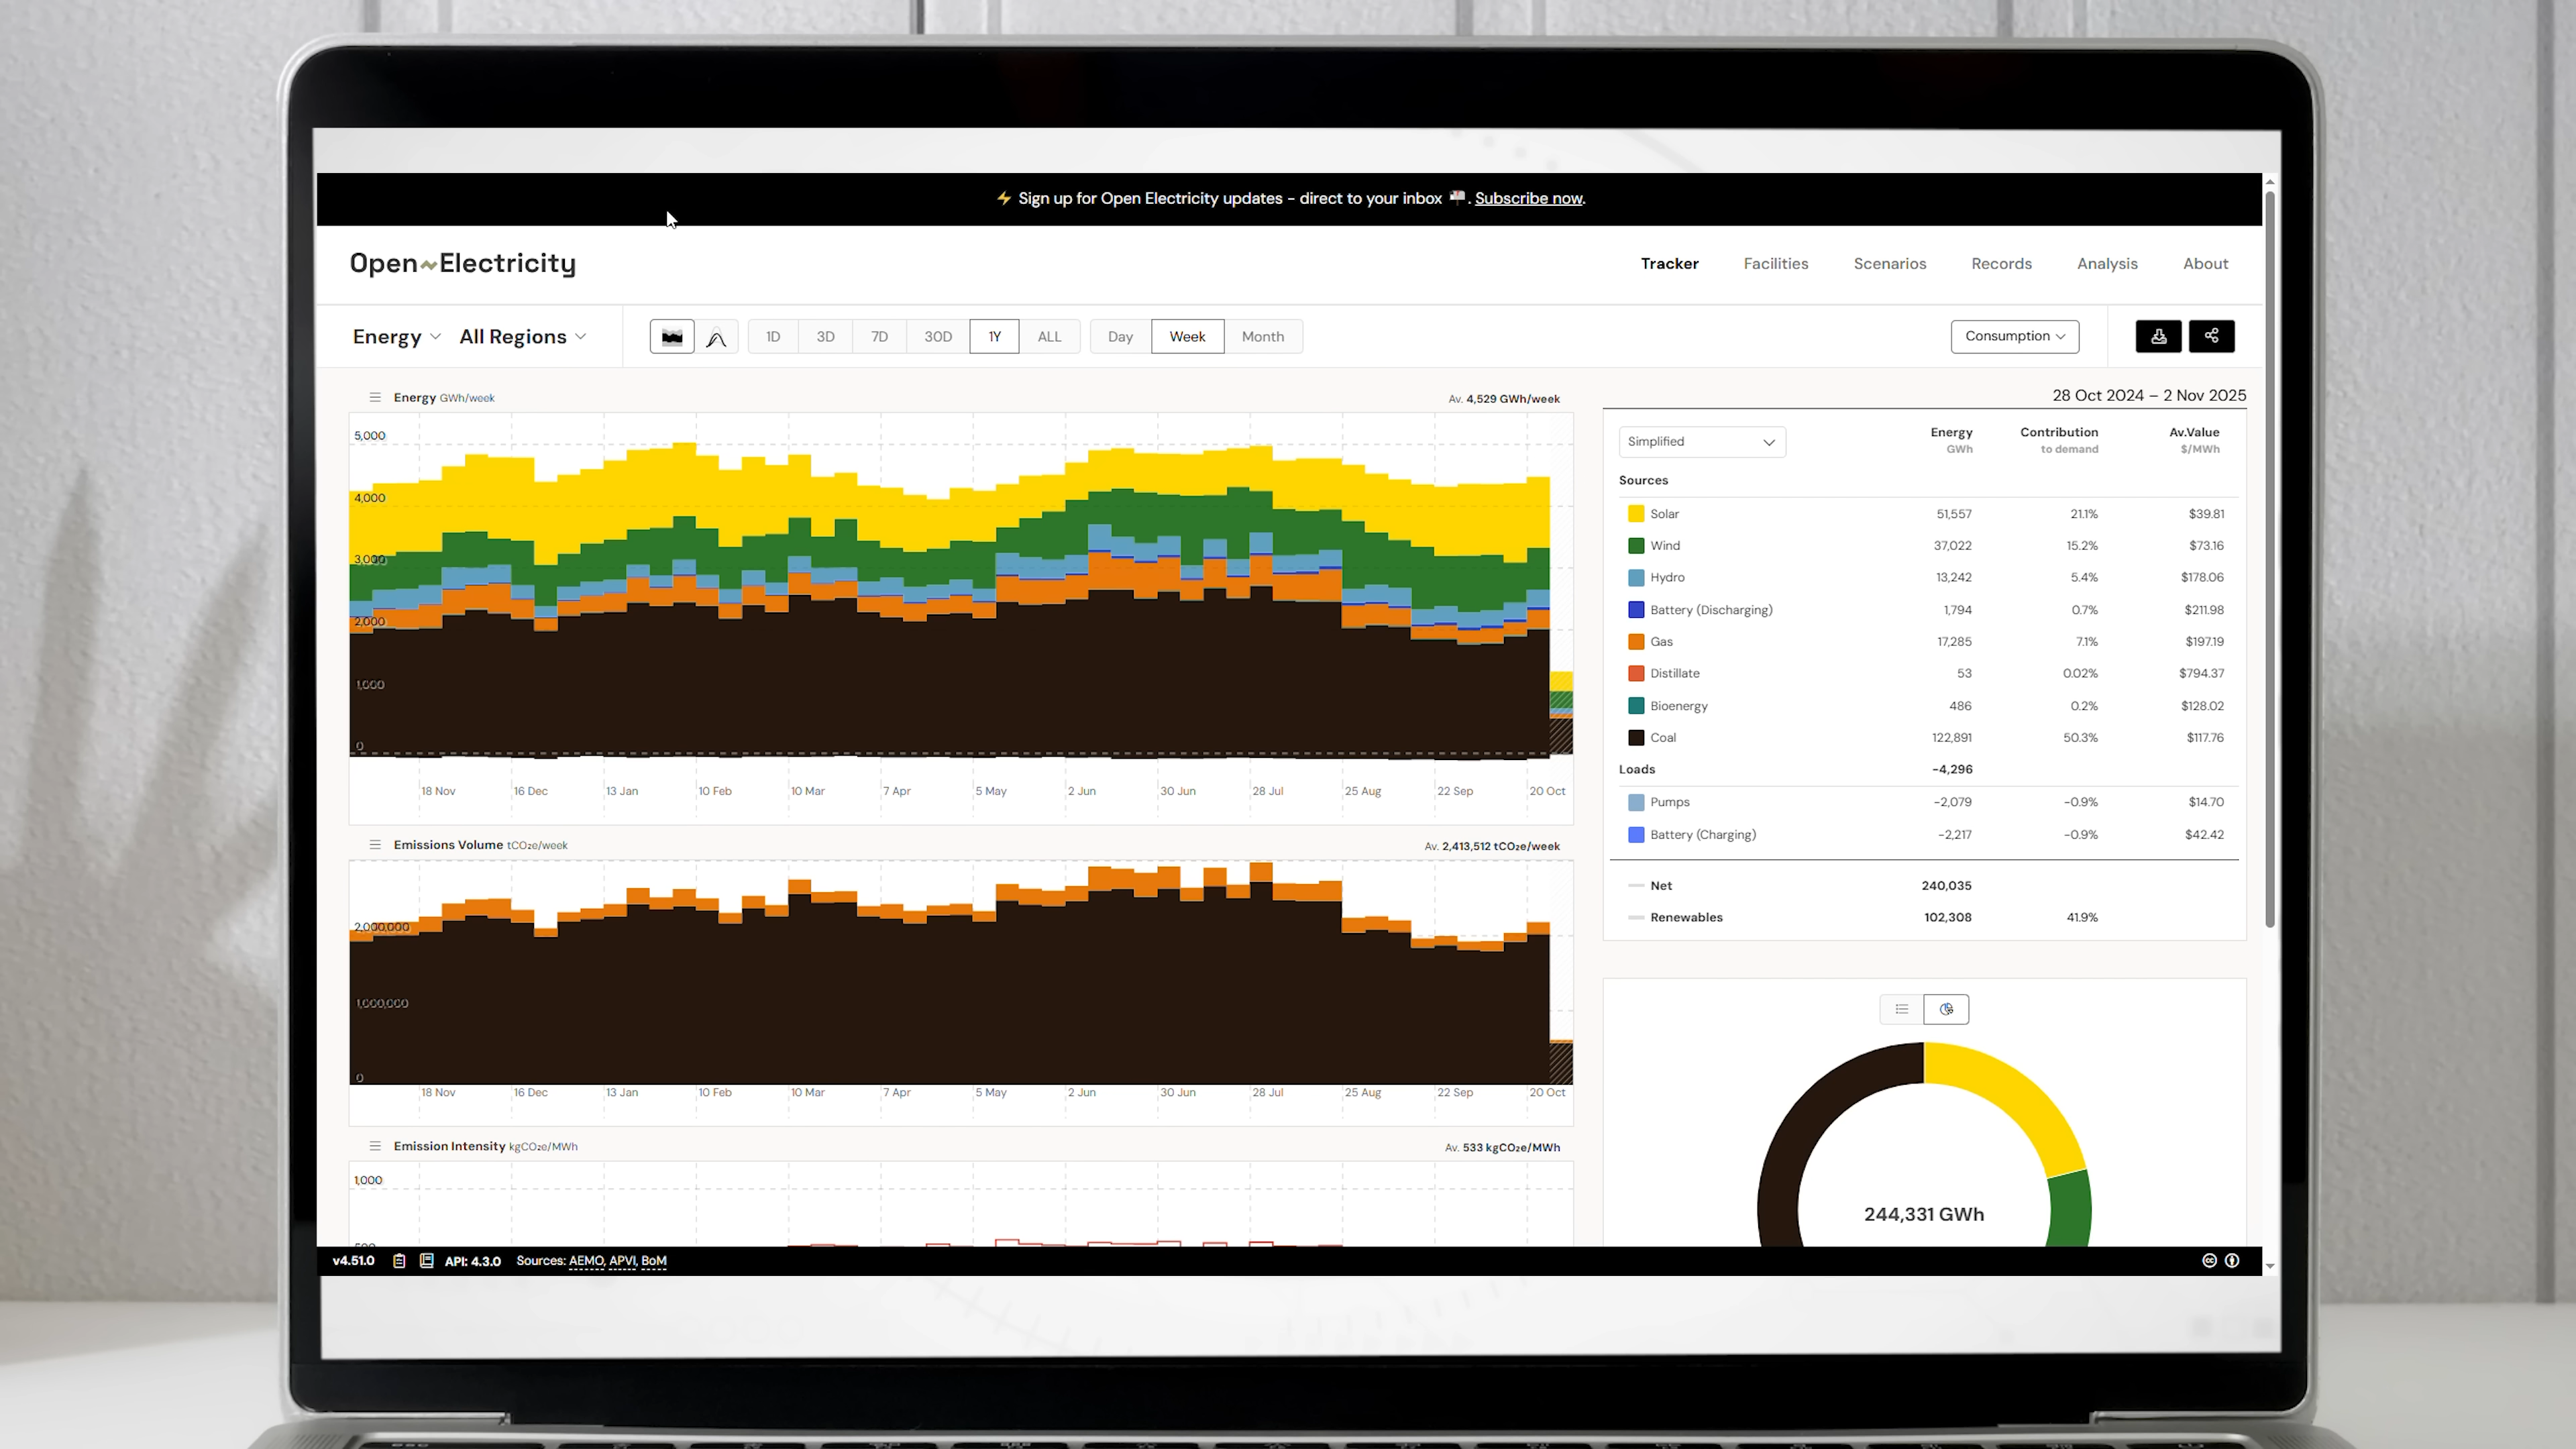 ⚡ Sign up for Open Electricity updates – direct to your inbox 📬. Subscribe now.
Open Electricity
Tracker Facilities Scenarios Records Analysis About
Energy All Regions 1D 3D 7D 30D 1Y ALL Day Week Month Consumption
Energy GWh/week Av. 4,529 GWh/week
5,000
4,000
3,000
2,000
1,000
0
18 Nov 16 Dec 13 Jan 10 Feb 10 Mar 7 Apr 5 May 2 Jun 30 Jun 28 Jul 25 Aug 22 Sep 20 Oct
Emissions Volume tCO₂e/week Av. 2,413,512 tCO₂e/week
2,000,000
1,000,000
0
18 Nov 16 Dec 13 Jan 10 Feb 10 Mar 7 Apr 5 May 2 Jun 30 Jun 28 Jul 25 Aug 22 Sep 20 Oct
Emission Intensity kgCO₂e/MWh Av. 533 kgCO₂e/MWh
1,000
28 Oct 2024 – 2 Nov 2025
Simplified Energy Contribution Av.Value
GWh to demand $/MWh
Sources
Solar 51,557 21.1% $39.81
Wind 37,022 15.2% $73.16
Hydro 13,242 5.4% $178.06
Battery (Discharging) 1,794 0.7% $211.98
Gas 17,285 7.1% $197.19
Distillate 53 0.02% $794.37
Bioenergy 486 0.2% $128.02
Coal 122,891 50.3% $117.76
Loads -4,296
Pumps -2,079 -0.9% $14.70
Battery (Charging) -2,217 -0.9% $42.42
Net 240,035
Renewables 102,308 41.9%
244,331 GWh
v4.51.0 API: 4.3.0 Sources: AEMO, APVI, BoM